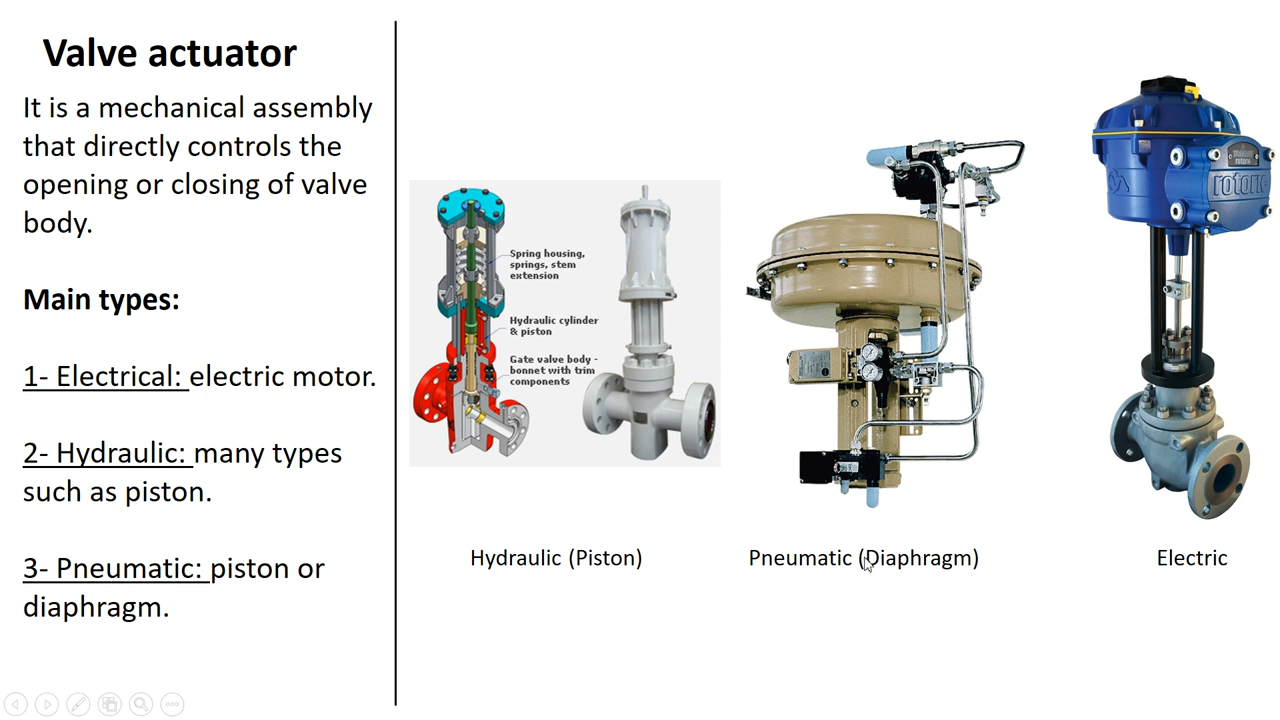 Valve actuator
It is a mechanical assembly
that directly controls the
opening or closing of valve
body.
Main types:
1- Electrical: electric motor.
2- Hydraulic: many types
such as piston.
3- Pneumatic: piston or
diaphragm.
Spring housing,
springs, stem
extension
Hydraulic cylinder
& piston
Gate valve body -
bonnet with trim
components
rotork
Hydraulic (Piston)
Pneumatic (Diaphragm)
Electric